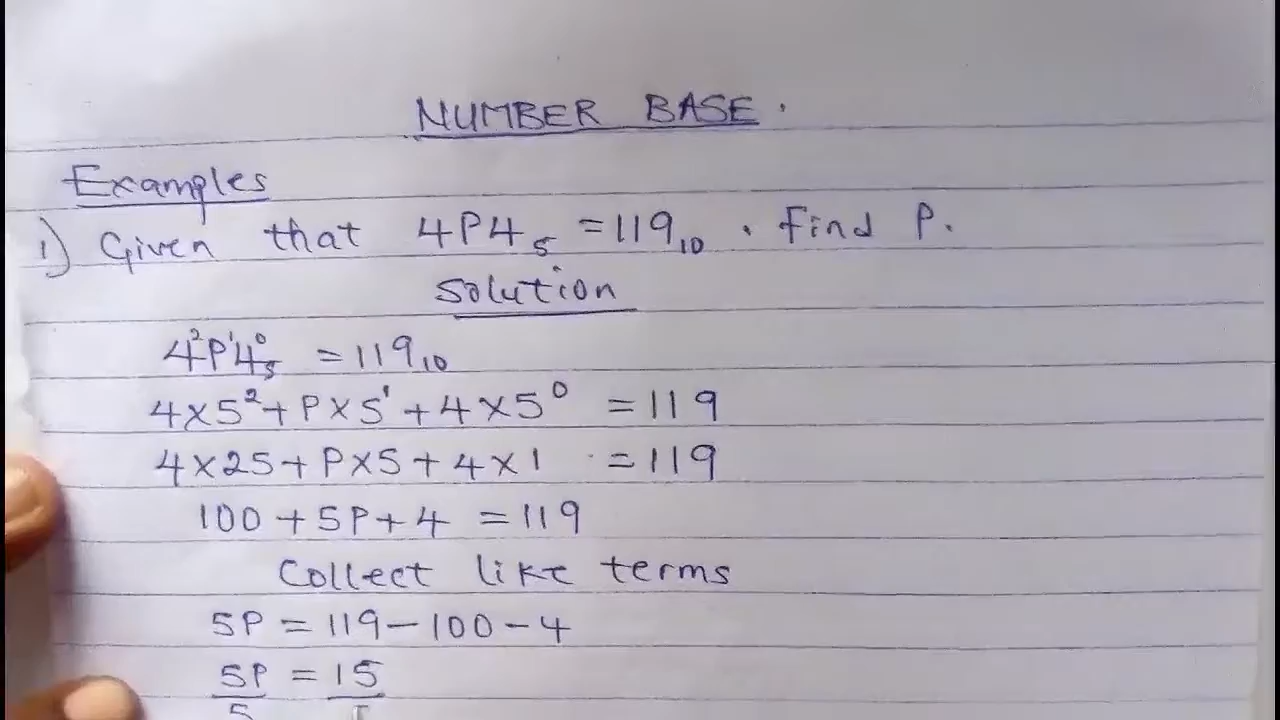 NUMBER BASE.
Examples
1) Given that 4P4₅ = 119₁₀. Find P.
Solution
4²P¹4⁰₅ = 119₁₀
4×5²+P×5¹+4×5⁰ = 119
4×25+P×5+4×1 = 119
100+5P+4 = 119
Collect like terms
5P = 119-100-4
5P = 15
5